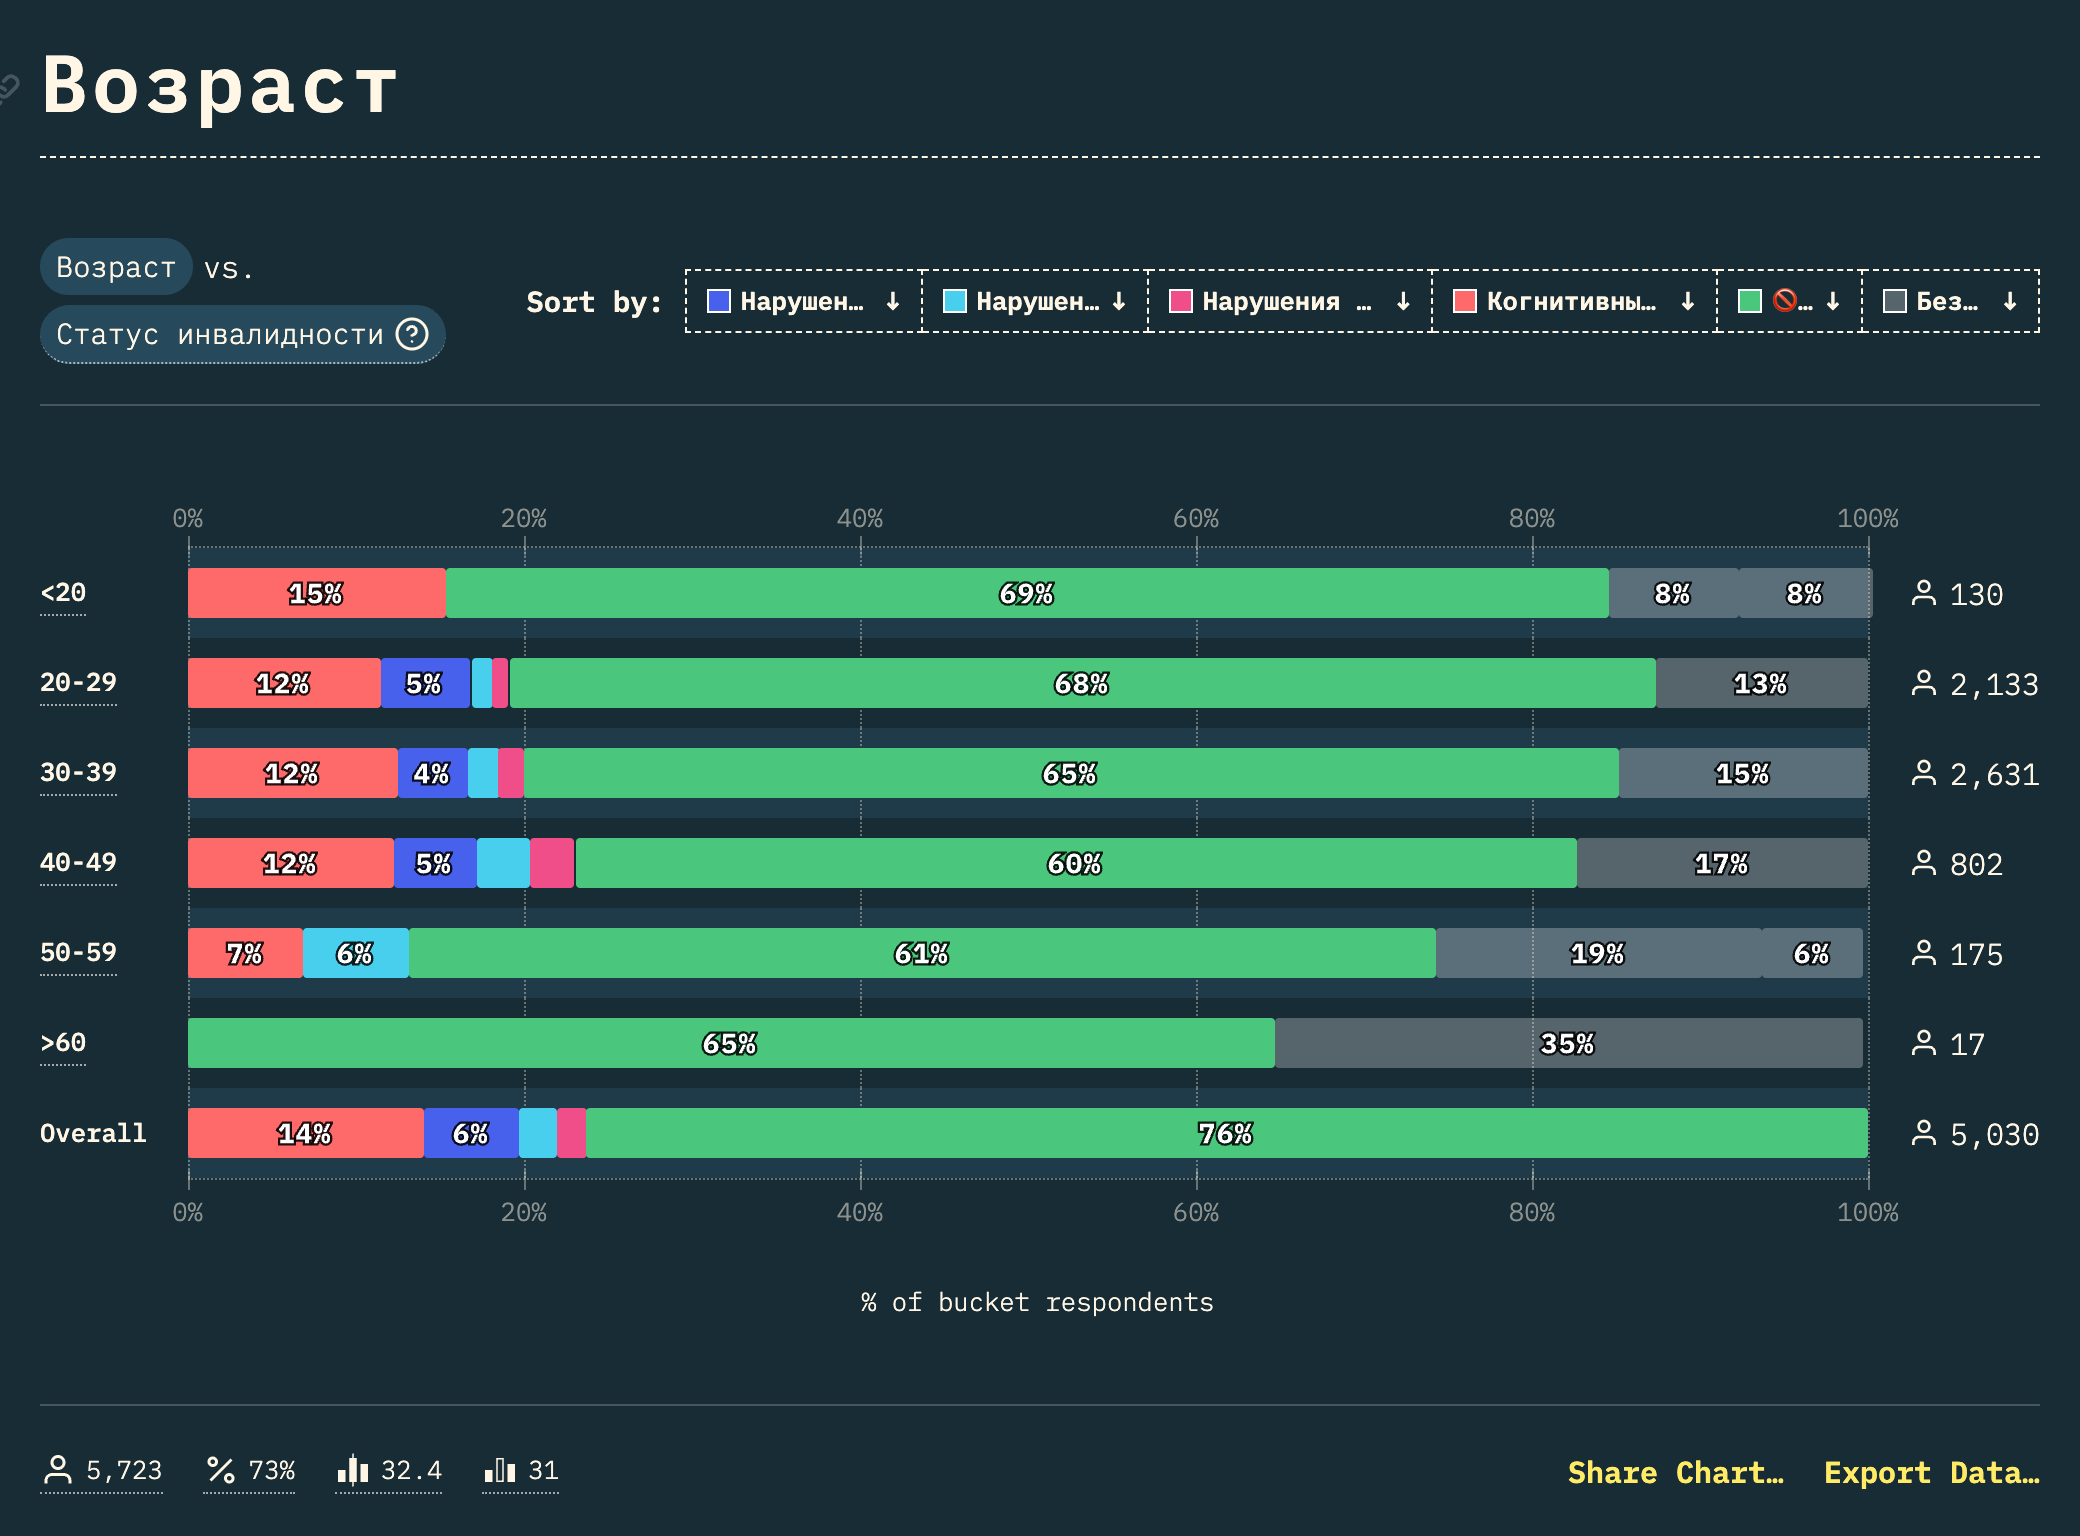 Возраст
Возраст vs.
Статус инвалидности ?
Sort by: Нарушен… ↓ Нарушен… ↓ Нарушения … ↓ Когнитивны… ↓ 🚫… ↓ Без… ↓
0% 20% 40% 60% 80% 100%
<20 15% 69% 8% 8% 130
20-29 12% 5% 68% 13% 2,133
30-39 12% 4% 65% 15% 2,631
40-49 12% 5% 60% 17% 802
50-59 7% 6% 61% 19% 6% 175
>60 65% 35% 17
Overall 14% 6% 76% 5,030
0% 20% 40% 60% 80% 100%
% of bucket respondents
5,723 % 73% 32.4 31 Share Chart… Export Data…